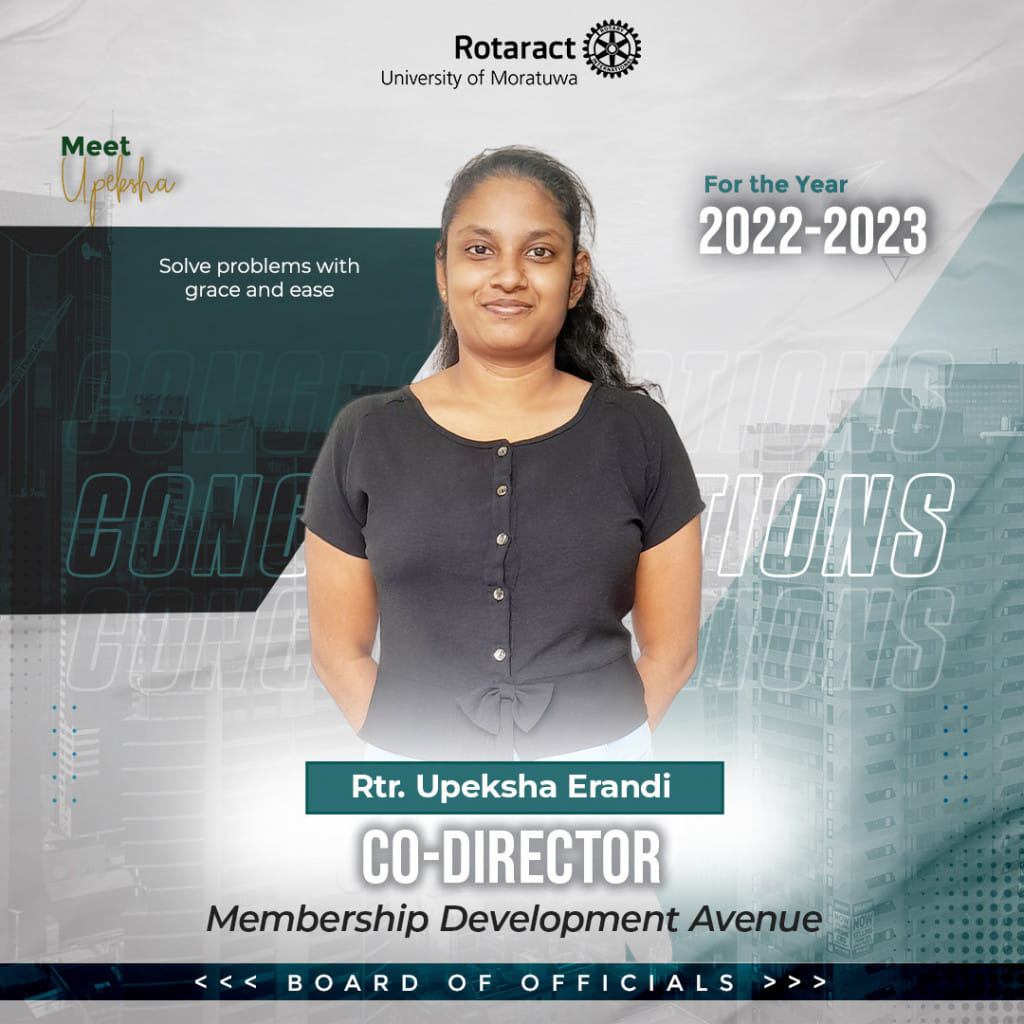 Rotaract
University of Moratuwa
Meet
Upeksha
For the Year
2022-2023
Solve problems with
grace and ease
Rtr. Upeksha Erandi
CO-DIRECTOR
Membership Development Avenue
<<< BOARD OF OFFICIALS >>>